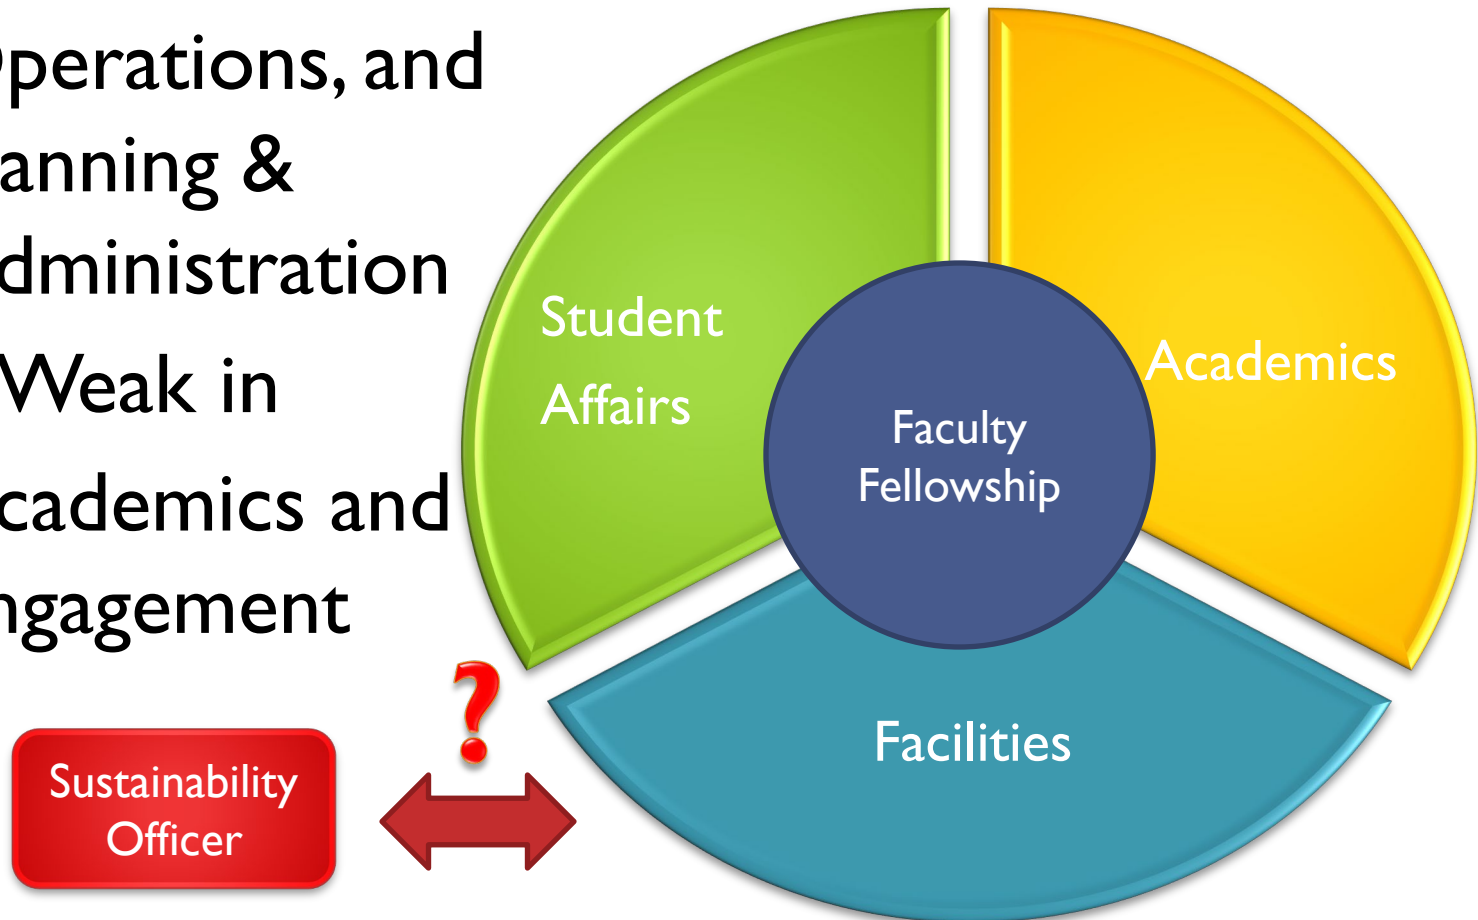 perations, and
anning &
dministration
Weak in
cademics and
ngagement
Student
Affairs
Academics
Faculty
Fellowship
Facilities
?
Sustainability
Officer